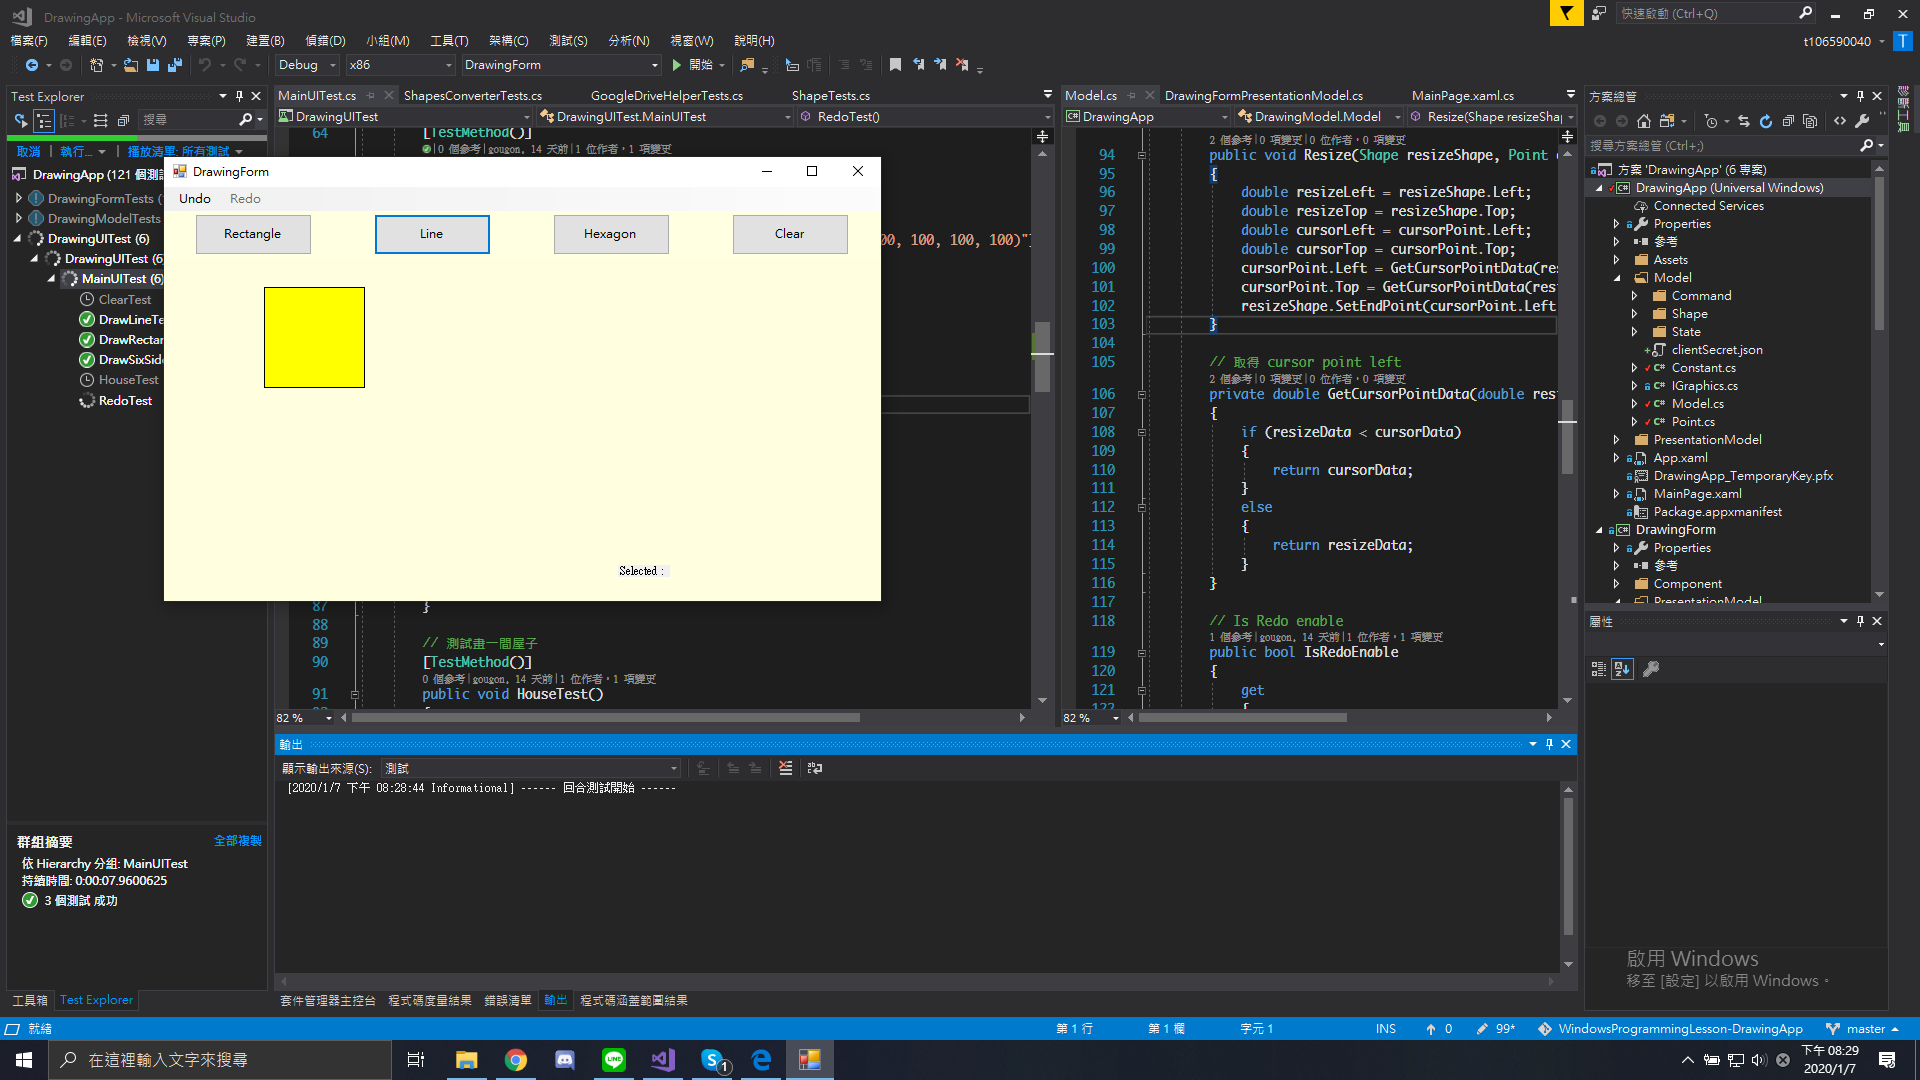 DrawingApp - Microsoft Visual Studio
快速啟動 (Ctrl+Q)
檔案(F) 編輯(E) 檢視(V) 專案(P) 建置(B) 偵錯(D) 小組(M) 工具(T) 架構(C) 測試(S) 分析(N) 視窗(W) 說明(H)
t106590040
T
Debug x86 DrawingForm 開始
Test Explorer
搜尋
取消 執行... 播放清單: 所有測試
DrawingApp (121 個測
DrawingFormTests (
DrawingModelTests
DrawingUITest (6)
DrawingUITest (6
MainUITest (6)
ClearTest
DrawLineTe
DrawRectar
DrawSixSid
HouseTest
RedoTest
群組摘要
全部複製
依 Hierarchy 分組: MainUITest
持續時間: 0:00:07.9600625
3 個測試 成功
工具箱 Test Explorer
MainUITest.cs ShapesConverterTests.cs GoogleDriveHelperTests.cs ShapeTests.cs
DrawingUITest DrawingUITest.MainUITest RedoTest()
64 [TestMethod()]
0 個參考|gougon, 14 天前|1 位作者，1 項變更
00, 100, 100, 100)"]
DrawingForm
Undo Redo
Rectangle Line Hexagon Clear
Selected :
87 }
88
89 // 測試畫一間屋子
90 [TestMethod()]
0 個參考|gougon, 14 天前|1 位作者，1 項變更
91 public void HouseTest()
82 %
Model.cs DrawingFormPresentationModel.cs MainPage.xaml.cs
DrawingApp DrawingModel.Model Resize(Shape resizeShap
2 個參考|0 項變更|0 位作者，0 項變更
94 public void Resize(Shape resizeShape, Point
95 {
96 double resizeLeft = resizeShape.Left;
97 double resizeTop = resizeShape.Top;
98 double cursorLeft = cursorPoint.Left;
99 double cursorTop = cursorPoint.Top;
100 cursorPoint.Left = GetCursorPointData(res
101 cursorPoint.Top = GetCursorPointData(resi
102 resizeShape.SetEndPoint(cursorPoint.Left
103 }
104
105 // 取得 cursor point left
2 個參考|0 項變更|0 位作者，0 項變更
106 private double GetCursorPointData(double res
107 {
108 if (resizeData < cursorData)
109 {
110 return cursorData;
111 }
112 else
113 {
114 return resizeData;
115 }
116 }
117
118 // Is Redo enable
1 個參考|gougon, 14 天前|1 位作者，1 項變更
119 public bool IsRedoEnable
120 {
121 get
122 {
82 %
方案總管
搜尋方案總管 (Ctrl+;)
方案 'DrawingApp' (6 專案)
DrawingApp (Universal Windows)
Connected Services
Properties
參考
Assets
Model
Command
Shape
State
clientSecret.json
Constant.cs
IGraphics.cs
Model.cs
Point.cs
PresentationModel
App.xaml
DrawingApp_TemporaryKey.pfx
MainPage.xaml
Package.appxmanifest
DrawingForm
Properties
參考
Component
PresentationModel
診斷工具
屬性
輸出
顯示輸出來源(S): 測試
[2020/1/7 下午 08:28:44 Informational] ------ 回合測試開始 ------
套件管理器主控台 程式碼度量結果 錯誤清單 輸出 程式碼涵蓋範圍結果
啟用 Windows
移至 [設定] 以啟用 Windows。
就緒 第 1 行 第 1 欄 字元 1 INS 0 99* WindowsProgrammingLesson-DrawingApp master
在這裡輸入文字來搜尋
1
下午 08:29
2020/1/7